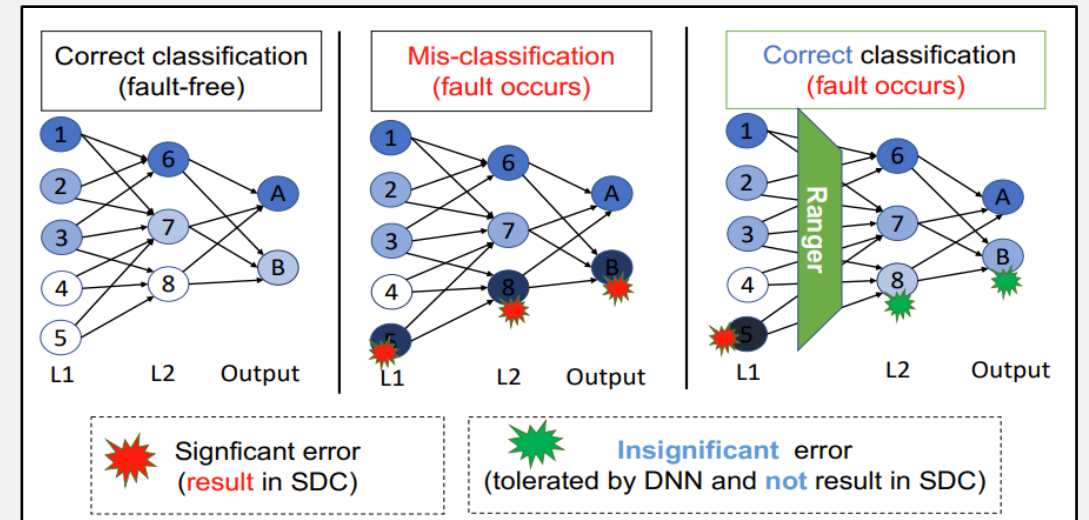 Correct classification
(fault-free)
1
2
3
4
5
6
7
8
A
B
L1
L2
Output
Mis-classification
(fault occurs)
1
2
3
4
5
6
7
8
A
B
L1
L2
Output
Correct classification
(fault occurs)
1
2
3
4
5
Ranger
6
7
8
A
B
L1
L2
Output
Signficant error
(result in SDC)
Insignificant error
(tolerated by DNN and not result in SDC)